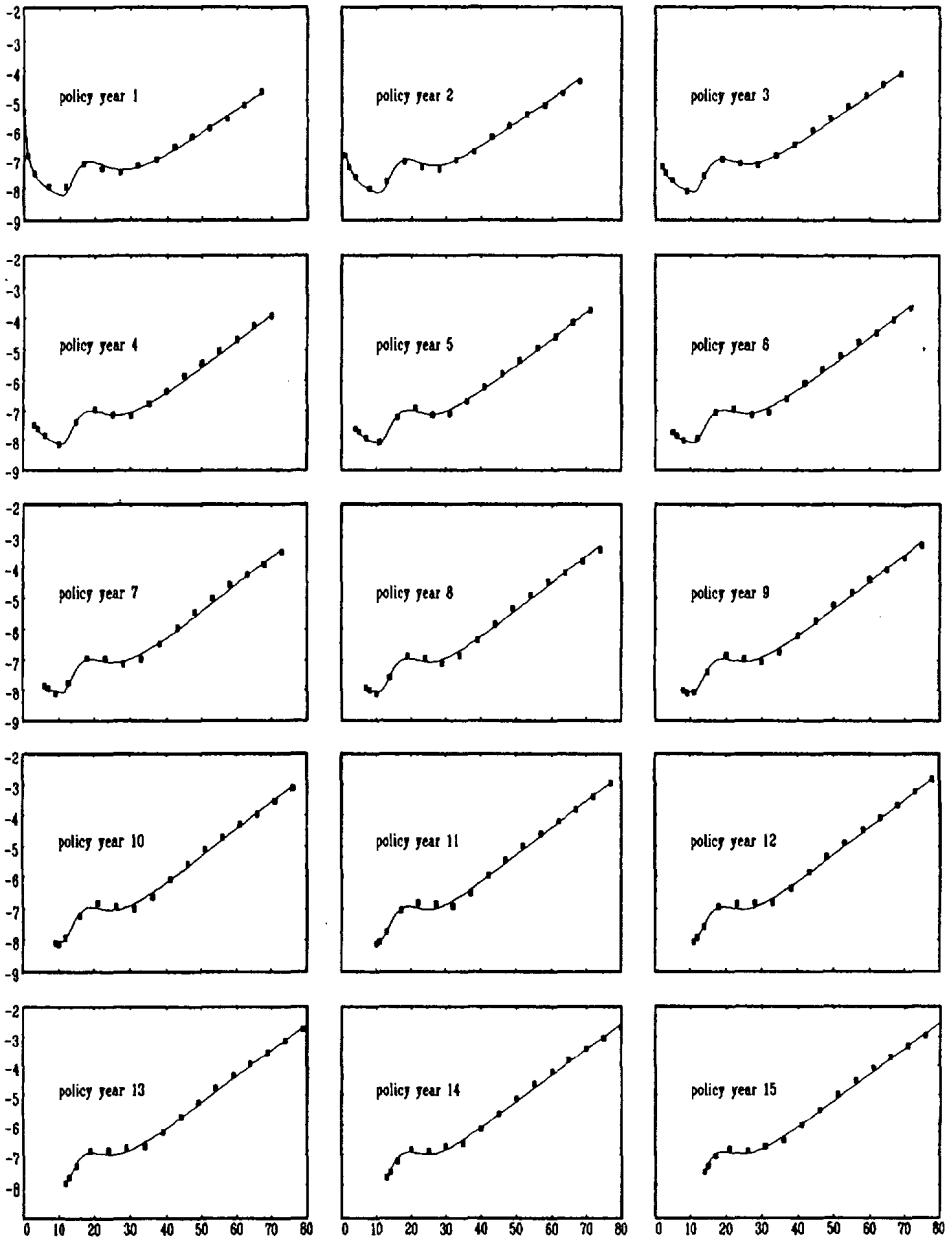 -2
-3
-4
-5
-6
-7
-8
-9
policy year 1
policy year 2
policy year 3
-2
-3
-4
-5
-6
-7
-8
-9
policy year 4
policy year 5
policy year 6
-2
-3
-4
-5
-6
-7
-8
-9
policy year 7
policy year 8
policy year 9
-2
-3
-4
-5
-6
-7
-8
-9
policy year 10
policy year 11
policy year 12
-2
-3
-4
-5
-6
-7
-8
policy year 13
policy year 14
policy year 15
0 10 20 30 40 50 60 70 80
0 10 20 30 40 50 60 70 80
0 10 20 30 40 50 60 70 80